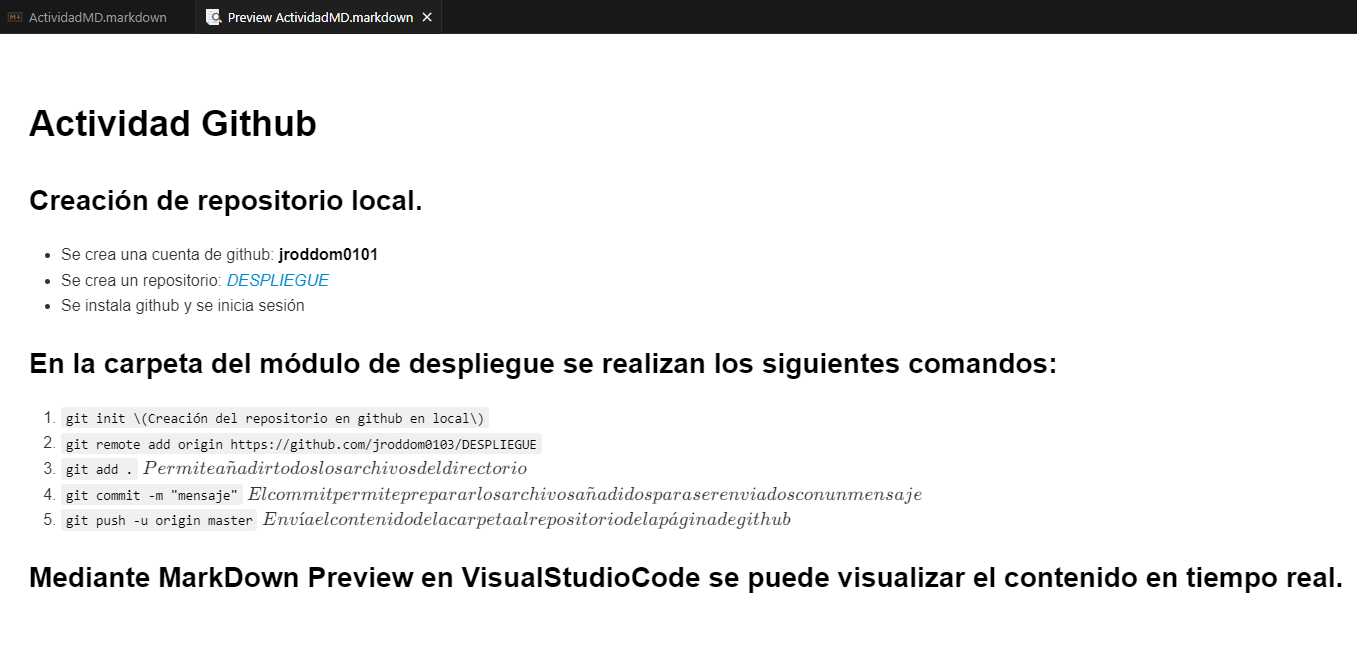 ActividadMD.markdown
Preview ActividadMD.markdown
Actividad Github
Creación de repositorio local.
• Se crea una cuenta de github: jroddom0101
• Se crea un repositorio: DESPLIEGUE
• Se instala github y se inicia sesión
En la carpeta del módulo de despliegue se realizan los siguientes comandos:
1. git init \(Creación del repositorio en github en local\)
2. git remote add origin https://github.com/jroddom0103/DESPLIEGUE
3. git add . Permiteañadirtodoslosarchivosdeldirectorio
4. git commit -m "mensaje" Elcommitpermiteprepararlosarchivosañadidosparaserenviadosconunmensaje
5. git push -u origin master Envíaelcontenidodelacarpetaalrepositoriodelapáginadegithub
Mediante MarkDown Preview en VisualStudioCode se puede visualizar el contenido en tiempo real.